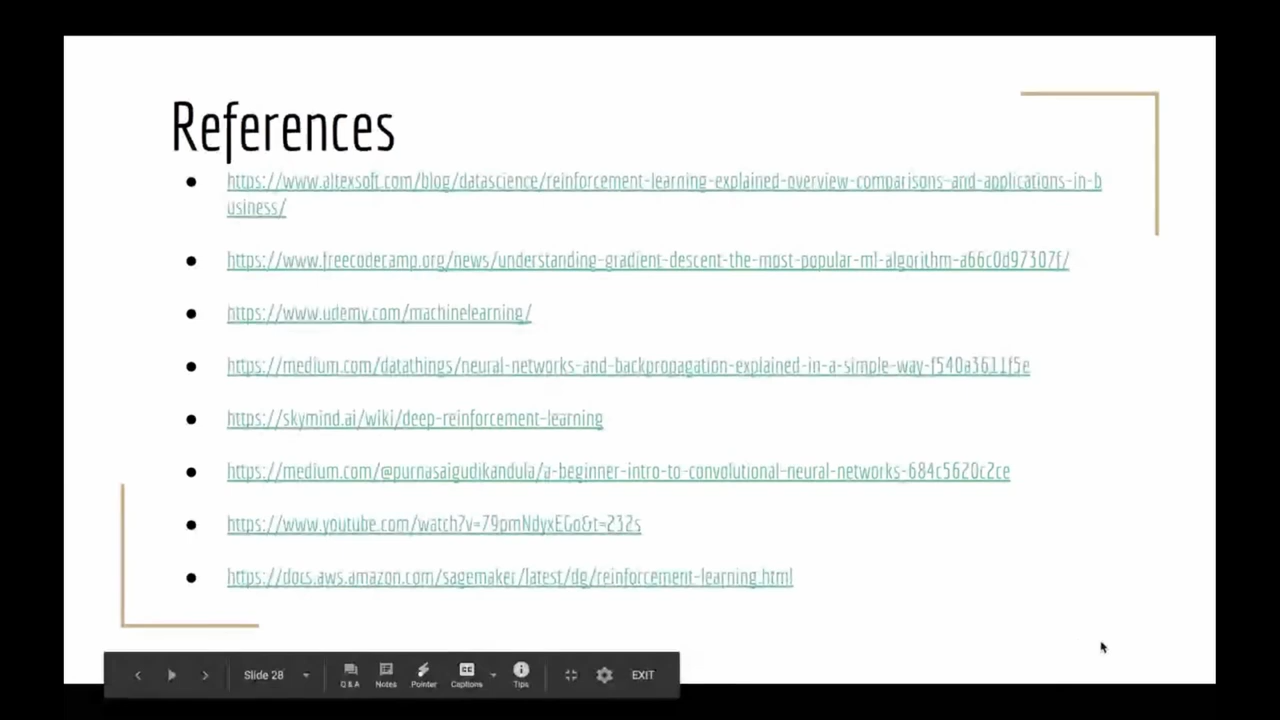 References
https://www.altexsoft.com/blog/datascience/reinforcement-learning-explained-overview-comparisons-and-applications-in-b
usiness/
https://www.freecodecamp.org/news/understanding-gradient-descent-the-most-popular-ml-algorithm-a66c0d97307f/
https://www.udemy.com/machinelearning/
https://medium.com/datathings/neural-networks-and-backpropagation-explained-in-a-simple-way-f540a3611f5e
https://skymind.ai/wiki/deep-reinforcement-learning
https://medium.com/@purnasaigudikandula/a-beginner-intro-to-convolutional-neural-networks-684c5620c2ce
https://www.youtube.com/watch?v=79pmNdyxEGo&t=232s
https://docs.aws.amazon.com/sagemaker/latest/dg/reinforcement-learning.html
Slide 28 Q & A Notes Pointer CC Captions Tips EXIT